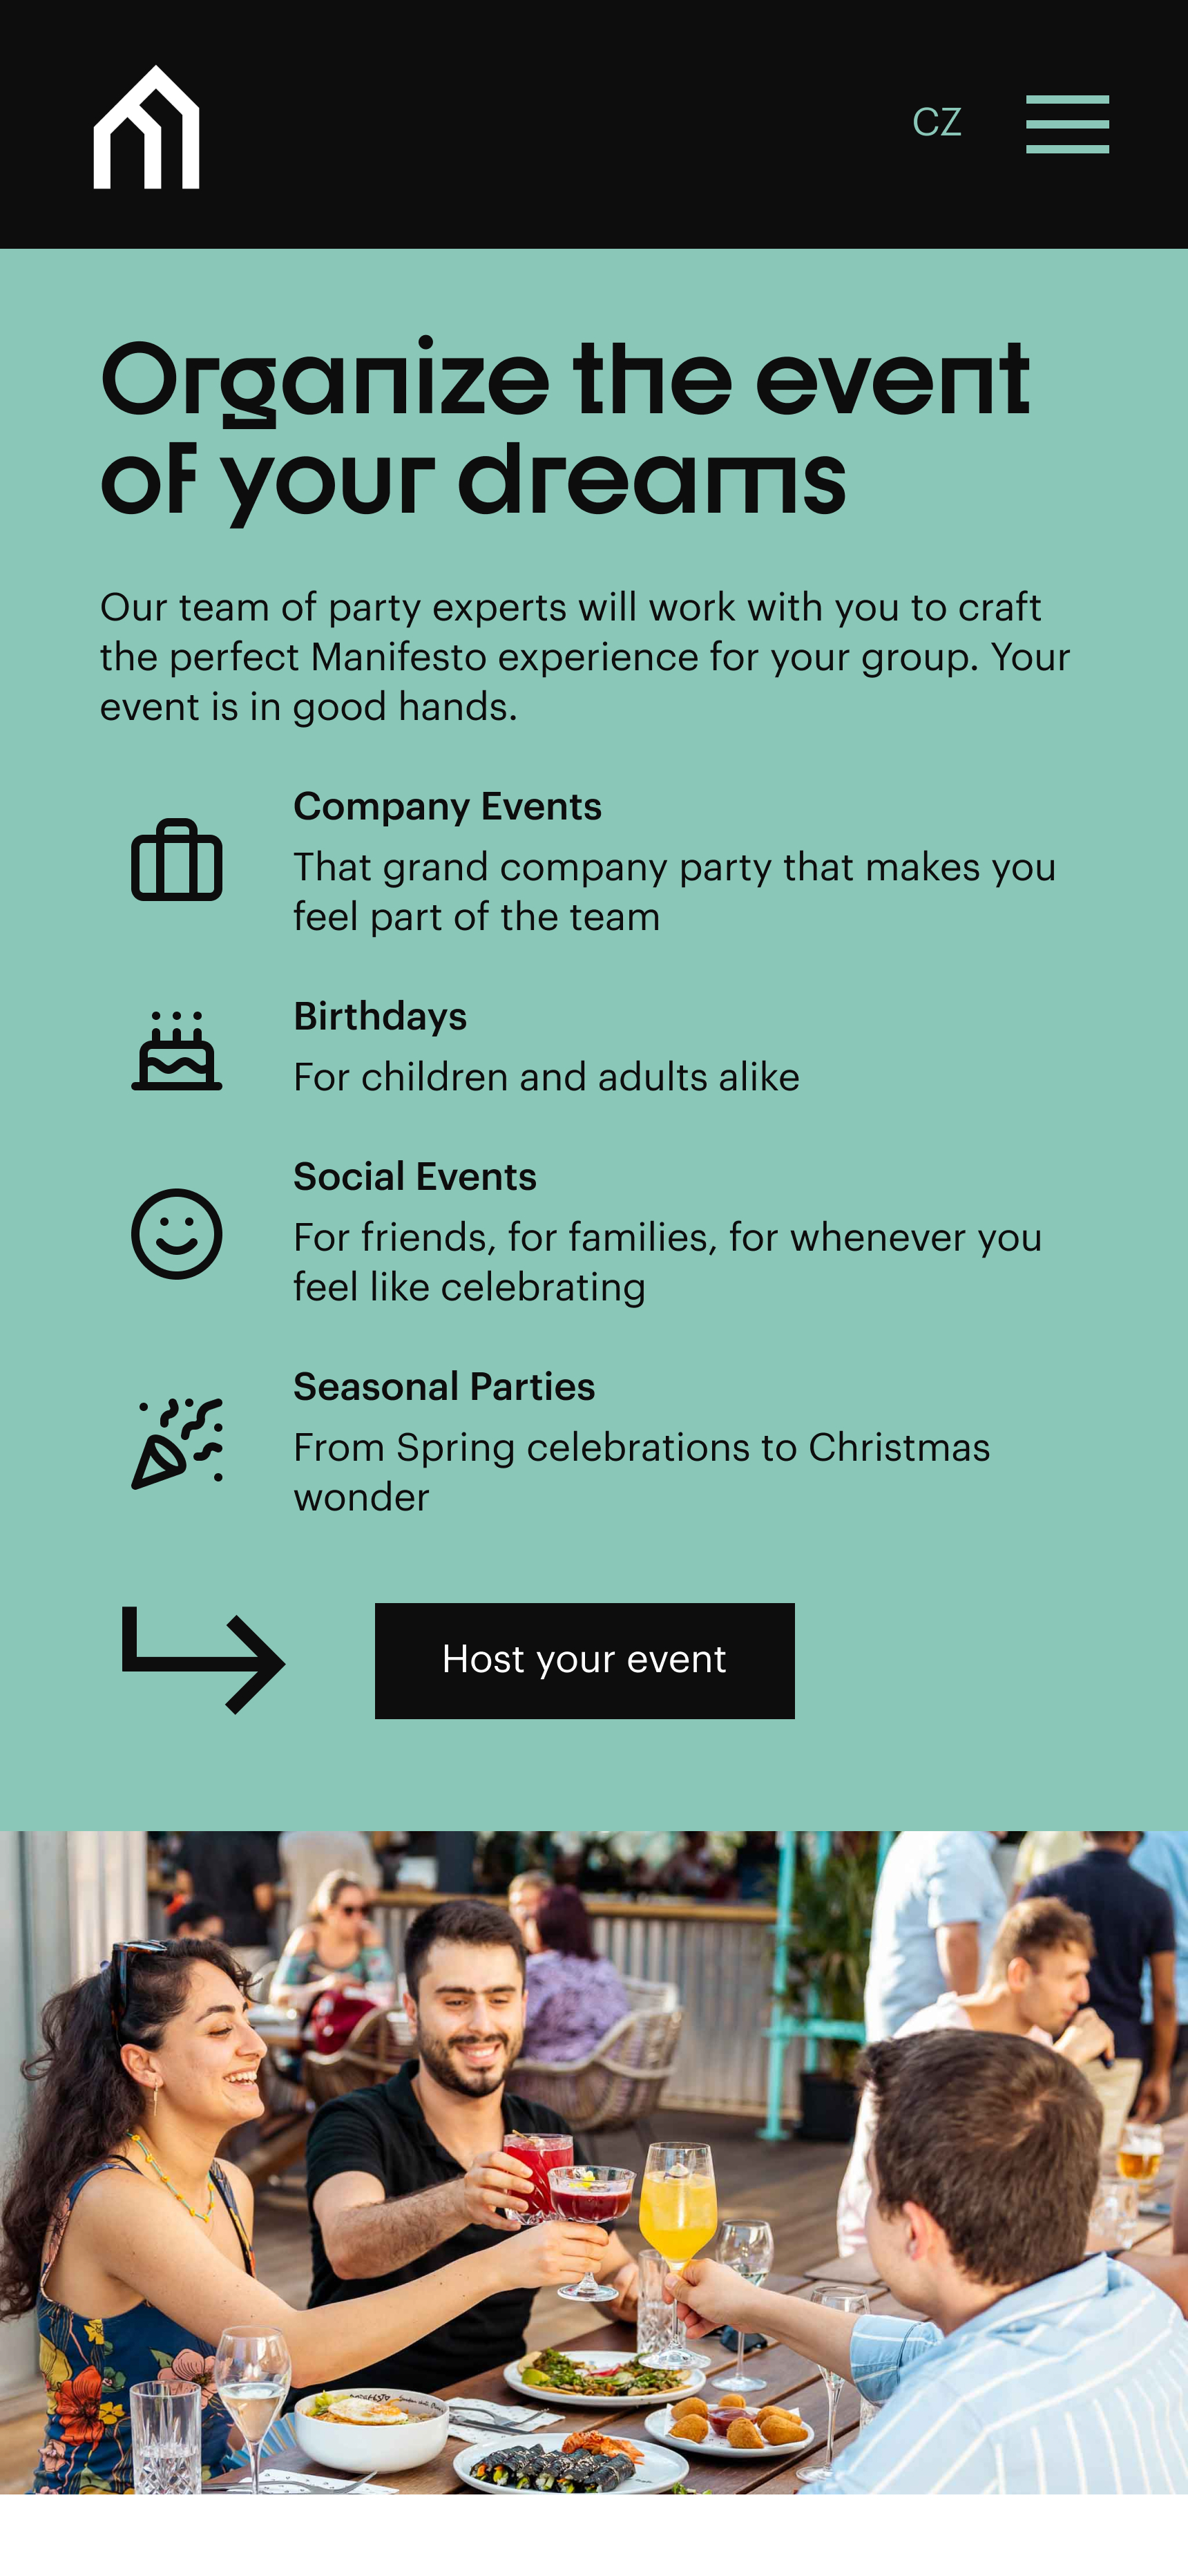 CZ
Organize the event
of your dreams
Our team of party experts will work with you to craft
the perfect Manifesto experience for your group. Your
event is in good hands.
Company Events
That grand company party that makes you
feel part of the team
Birthdays
For children and adults alike
Social Events
For friends, for families, for whenever you
feel like celebrating
Seasonal Parties
From Spring celebrations to Christmas
wonder
Host your event